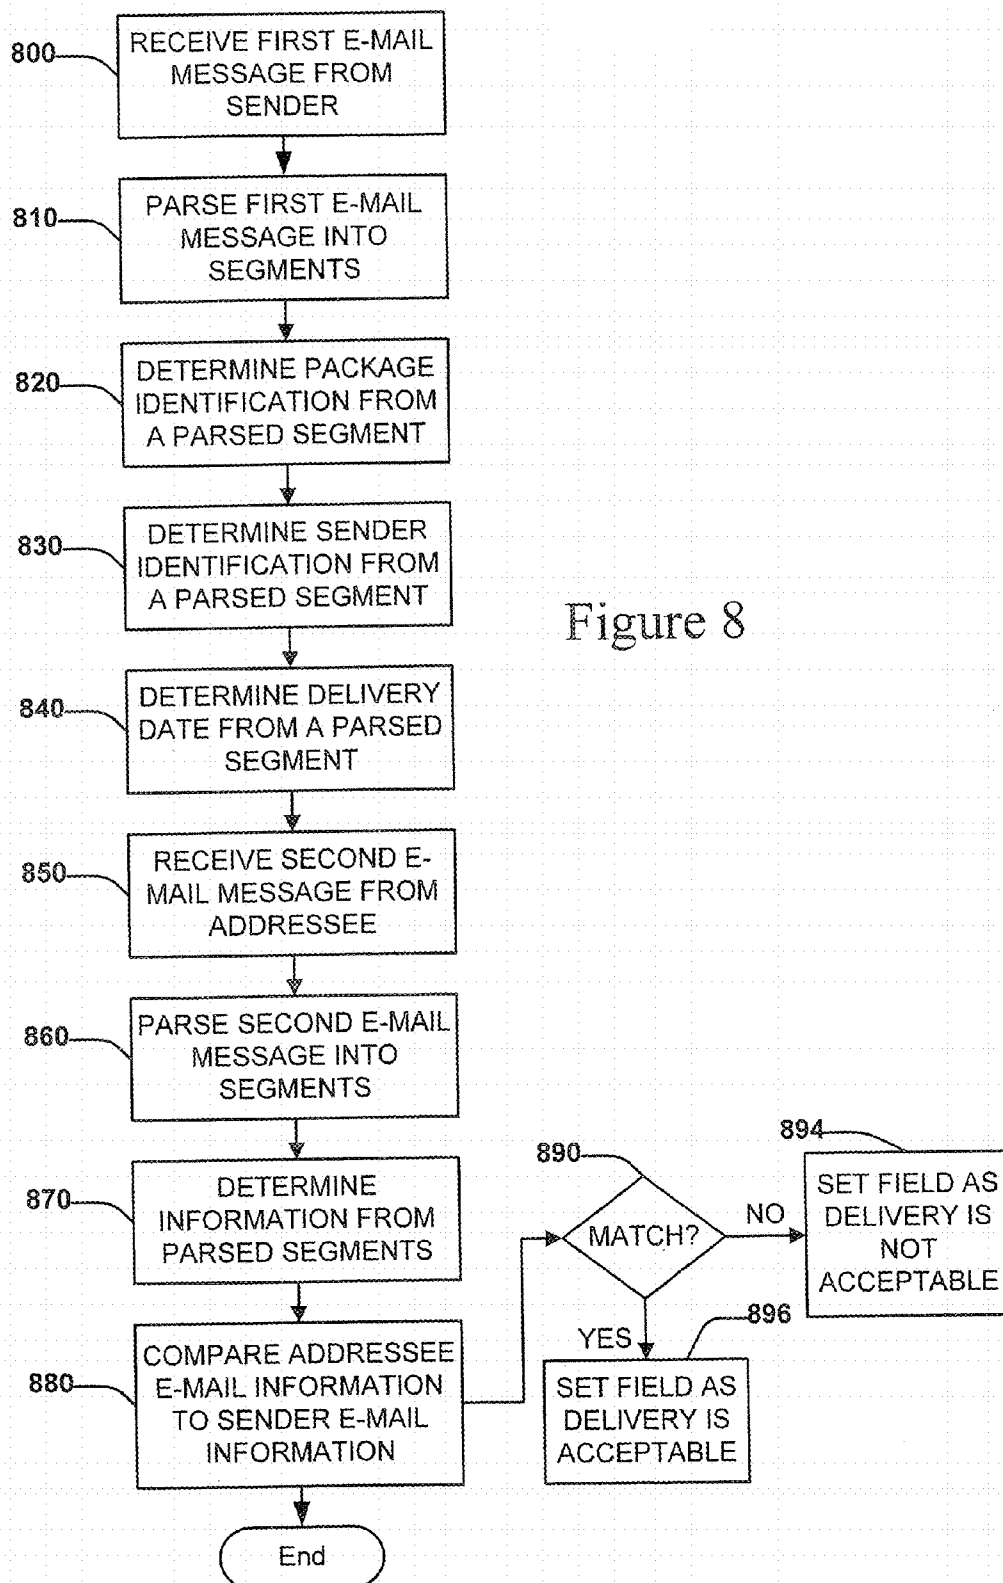 800
RECEIVE FIRST E-MAIL
MESSAGE FROM
SENDER
810
PARSE FIRST E-MAIL
MESSAGE INTO
SEGMENTS
820
DETERMINE PACKAGE
IDENTIFICATION FROM
A PARSED SEGMENT
830
DETERMINE SENDER
IDENTIFICATION FROM
A PARSED SEGMENT
Figure 8
840
DETERMINE DELIVERY
DATE FROM A PARSED
SEGMENT
850
RECEIVE SECOND E-
MAIL MESSAGE FROM
ADDRESSEE
860
PARSE SECOND E-MAIL
MESSAGE INTO
SEGMENTS
870
DETERMINE
INFORMATION FROM
PARSED SEGMENTS
880
COMPARE ADDRESSEE
E-MAIL INFORMATION
TO SENDER E-MAIL
INFORMATION
End
890
MATCH?
NO
894
SET FIELD AS
DELIVERY IS
NOT
ACCEPTABLE
YES
896
SET FIELD AS
DELIVERY IS
ACCEPTABLE